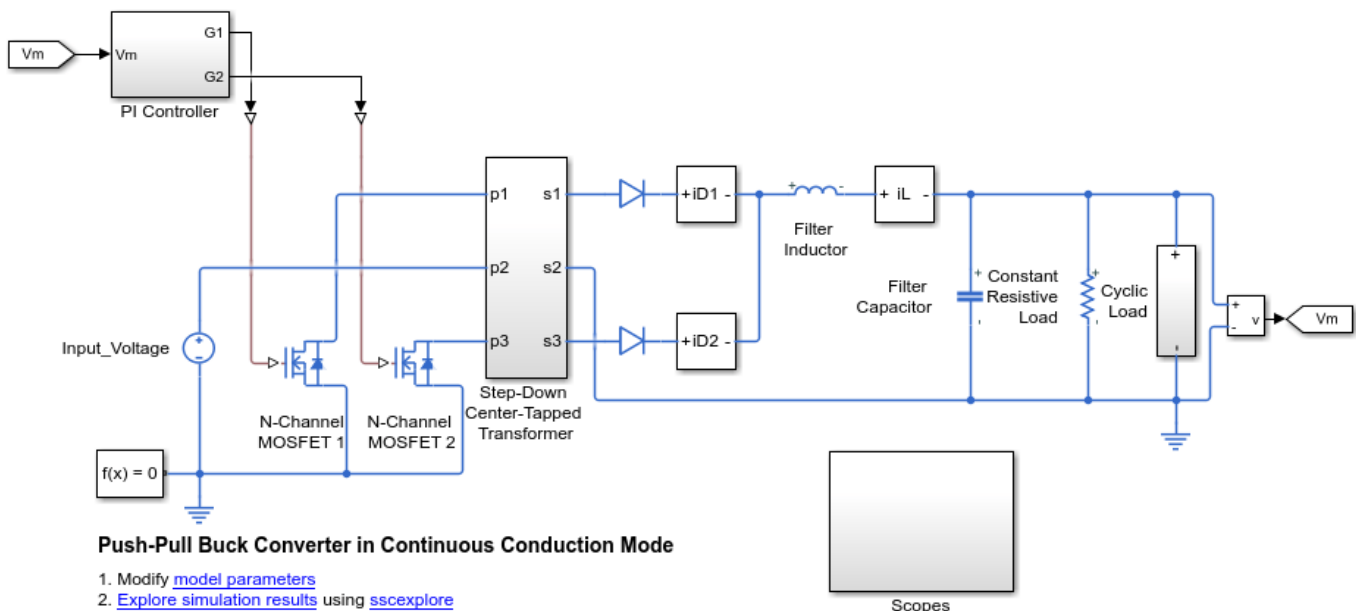 Vm
Vm
G1
G2
PI Controller
p1
p2
p3
s1
s2
s3
Step-Down
Center-Tapped
Transformer
+iD1 -
+iD2 -
+ -
Filter
Inductor
+ iL -
Filter
Capacitor
+
-
Constant
Resistive
Load
+
-
Cyclic
Load
+
-
+
-
v
Vm
Input_Voltage
+
-
N-Channel
MOSFET 1
N-Channel
MOSFET 2
f(x) = 0
Scopes
Push-Pull Buck Converter in Continuous Conduction Mode
1. Modify model parameters
2. Explore simulation results using sscexplore